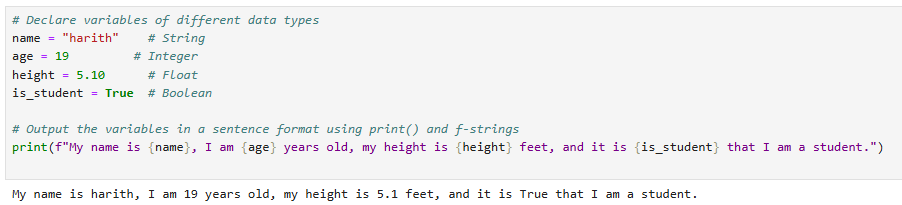 # Declare variables of different data types
name = "harith"    # String
age = 19         # Integer
height = 5.10      # Float
is_student = True  # Boolean
# Output the variables in a sentence format using print() and f-strings
print(f"My name is {name}, I am {age} years old, my height is {height} feet, and it is {is_student} that I am a student.")
My name is harith, I am 19 years old, my height is 5.1 feet, and it is True that I am a student.